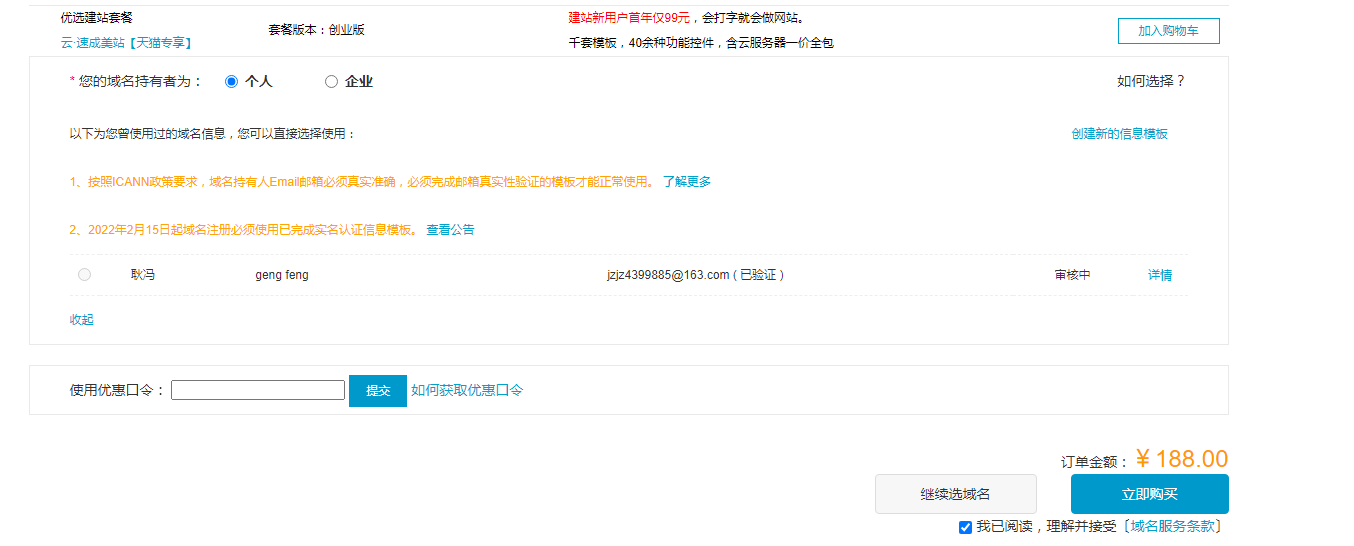 优选建站套餐
云·速成美站【天猫专享】
套餐版本：创业版
建站新用户首年仅99元，会打字就会做网站。
千套模板，40余种功能控件，含云服务器一价全包
加入购物车
* 您的域名持有者为： 个人 企业 如何选择？
以下为您曾使用过的域名信息，您可以直接选择使用： 创建新的信息模板
1、按照ICANN政策要求，域名持有人Email邮箱必须真实准确，必须完成邮箱真实性验证的模板才能正常使用。 了解更多
2、2022年2月15日起域名注册必须使用已完成实名认证信息模板。 查看公告
耿冯 geng feng jzjz4399885@163.com ( 已验证 ) 审核中 详情
收起
使用优惠口令： 提交 如何获取优惠口令
订单金额： ¥ 188.00
继续选域名 立即购买
我已阅读，理解并接受〔域名服务条款〕